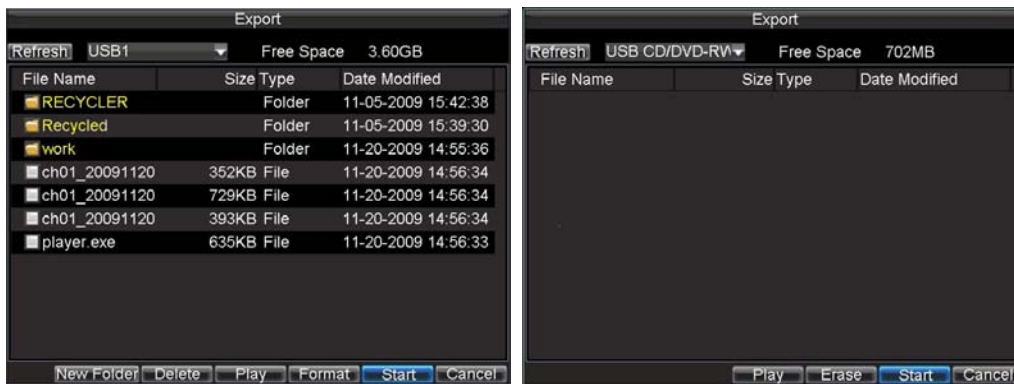 Export
Refresh USB1 Free Space 3.60GB
File Name Size Type Date Modified
RECYCLER Folder 11-05-2009 15:42:38
Recycled Folder 11-05-2009 15:39:30
work Folder 11-20-2009 14:55:36
ch01_20091120 352KB File 11-20-2009 14:56:34
ch01_20091120 729KB File 11-20-2009 14:56:34
ch01_20091120 393KB File 11-20-2009 14:56:34
player.exe 635KB File 11-20-2009 14:56:33
New Folder Delete Play Format Start Cancel
Export
Refresh USB CD/DVD-RW Free Space 702MB
File Name Size Type Date Modified
Play Erase Start Cancel